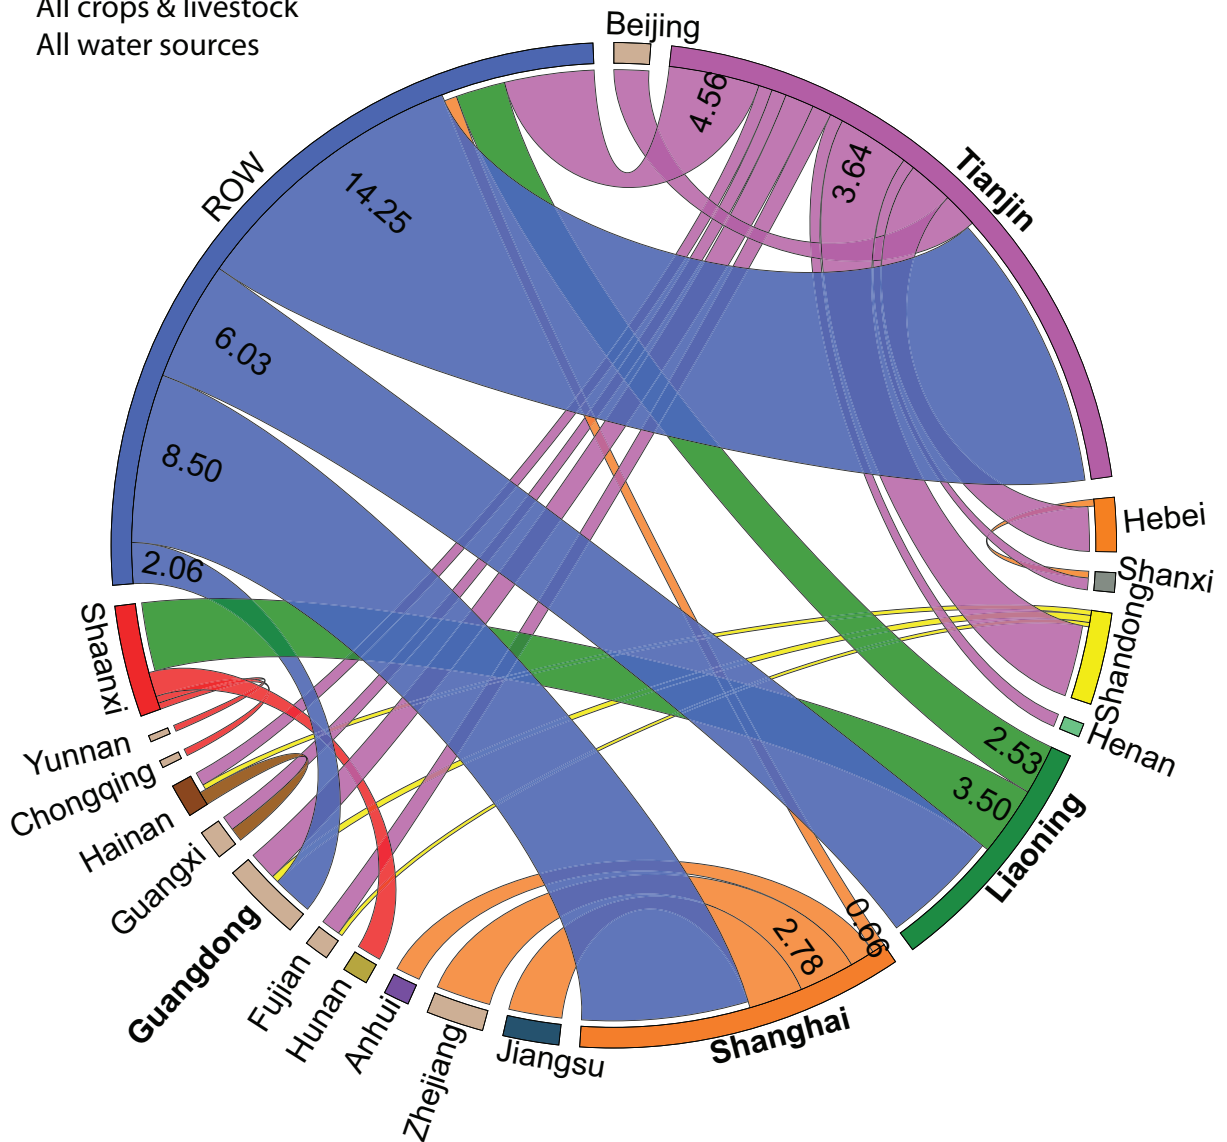 All crops & livestock
All water sources
Beijing
Tianjin
Hebei
Shanxi
Shandong
Henan
Liaoning
Shanghai
Jiangsu
Zhejiang
Anhui
Hunan
Fujian
Guangdong
Guangxi
Hainan
Chongqing
Yunnan
Shaanxi
ROW
4.56
3.64
14.25
6.03
8.50
2.06
2.53
3.50
0.66
2.78